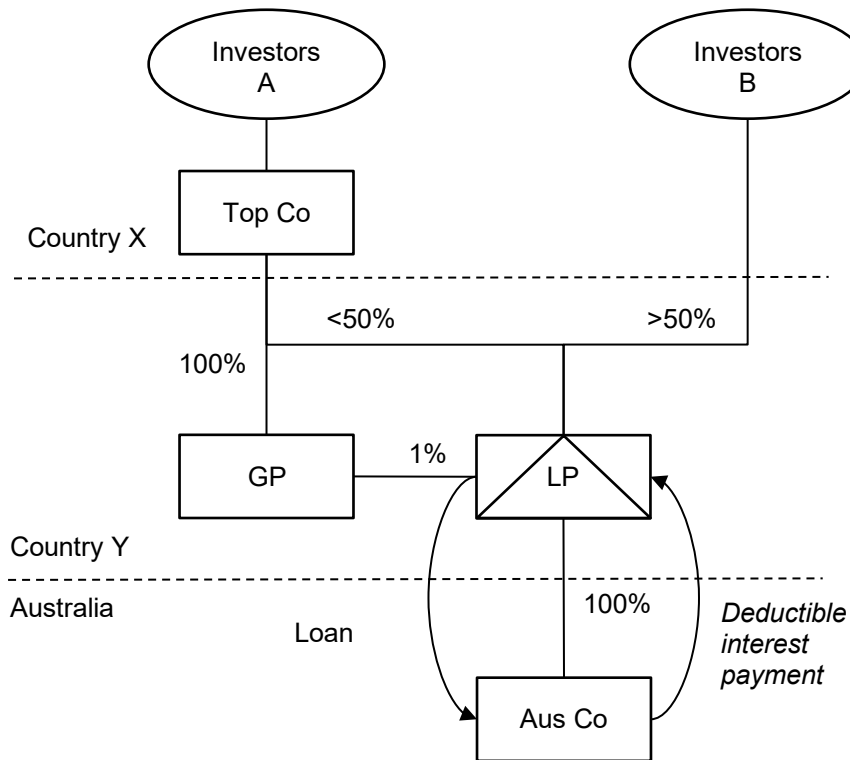 Investors
A
Investors
B
Top Co
Country X
<50%
>50%
100%
1%
GP
LP
Country Y
Australia
Loan
100%
Deductible
interest
payment
Aus Co